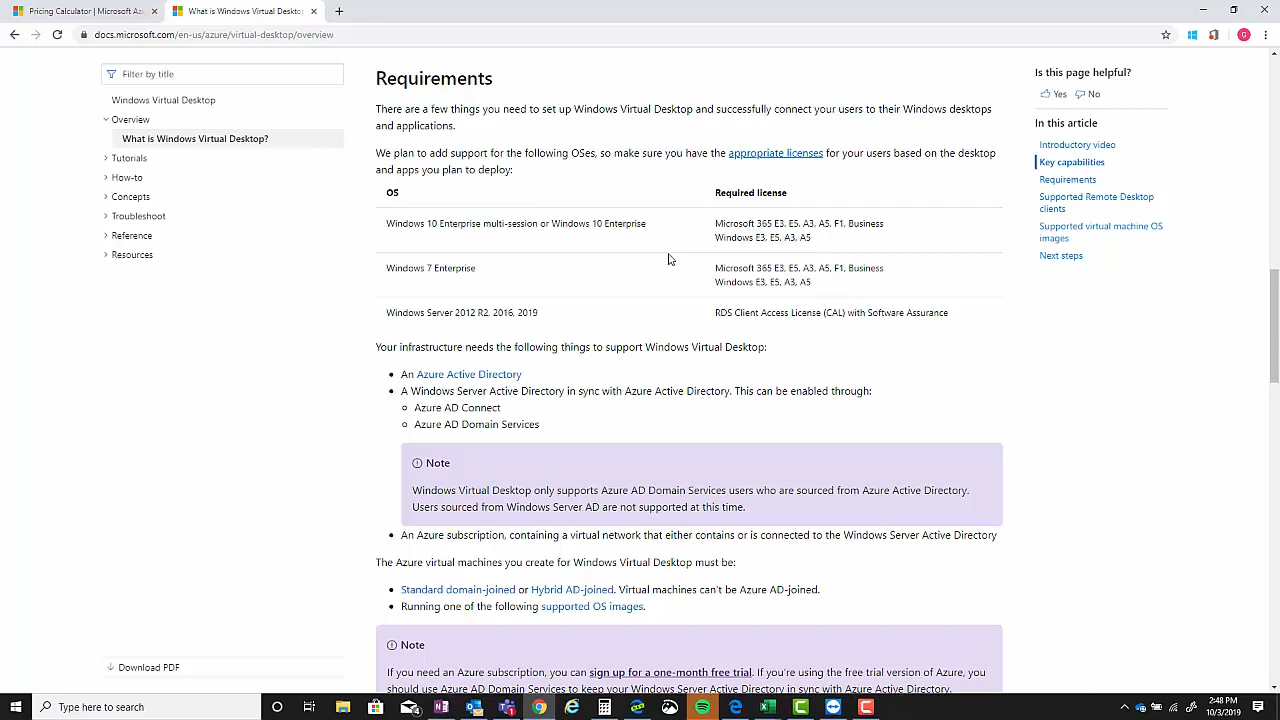 Pricing Calculator | Microsoft Az
What is Windows Virtual Desktop
docs.microsoft.com/en-us/azure/virtual-desktop/overview
G
Filter by title
Windows Virtual Desktop
Overview
What is Windows Virtual Desktop?
Tutorials
How-to
Concepts
Troubleshoot
Reference
Resources
Download PDF
Requirements
There are a few things you need to set up Windows Virtual Desktop and successfully connect your users to their Windows desktops
and applications.
We plan to add support for the following OSes, so make sure you have the appropriate licenses for your users based on the desktop
and apps you plan to deploy:
OS Required license
Windows 10 Enterprise multi-session or Windows 10 Enterprise Microsoft 365 E3, E5, A3, A5, F1, Business
Windows E3, E5, A3, A5
Windows 7 Enterprise Microsoft 365 E3, E5, A3, A5, F1, Business
Windows E3, E5, A3, A5
Windows Server 2012 R2, 2016, 2019 RDS Client Access License (CAL) with Software Assurance
Your infrastructure needs the following things to support Windows Virtual Desktop:
An Azure Active Directory
A Windows Server Active Directory in sync with Azure Active Directory. This can be enabled through:
Azure AD Connect
Azure AD Domain Services
Note
Windows Virtual Desktop only supports Azure AD Domain Services users who are sourced from Azure Active Directory.
Users sourced from Windows Server AD are not supported at this time.
An Azure subscription, containing a virtual network that either contains or is connected to the Windows Server Active Directory
The Azure virtual machines you create for Windows Virtual Desktop must be:
Standard domain-joined or Hybrid AD-joined. Virtual machines can't be Azure AD-joined.
Running one of the following supported OS images.
Note
If you need an Azure subscription, you can sign up for a one-month free trial. If you're using the free trial version of Azure, you
should use Azure AD Domain Services to keep your Windows Server Active Directory in sync with Azure Active Directory.
Is this page helpful?
Yes No
In this article
Introductory video
Key capabilities
Requirements
Supported Remote Desktop
clients
Supported virtual machine OS
images
Next steps
Type here to search
2:48 PM
10/3/2019